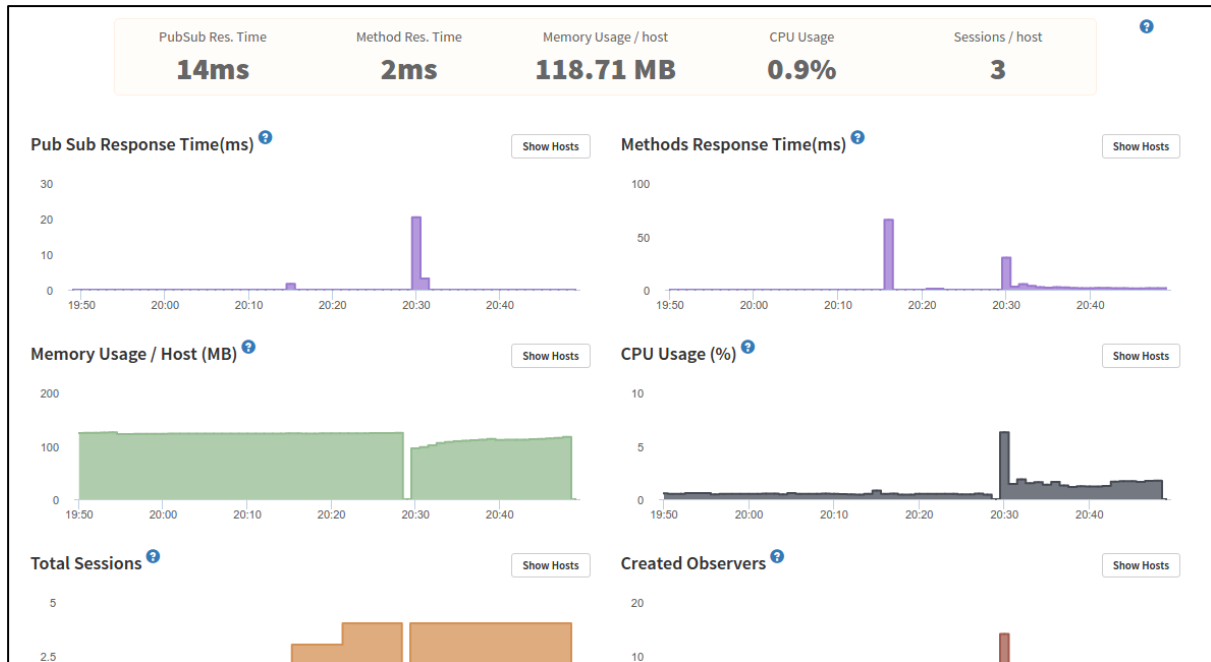 PubSub Res. Time Method Res. Time Memory Usage / host CPU Usage Sessions / host
14ms 2ms 118.71 MB 0.9% 3
?
Pub Sub Response Time(ms) ? Show Hosts
30
20
10
0
19:50 20:00 20:10 20:20 20:30 20:40
Methods Response Time(ms) ? Show Hosts
100
50
0
19:50 20:00 20:10 20:20 20:30 20:40
Memory Usage / Host (MB) ? Show Hosts
200
100
0
19:50 20:00 20:10 20:20 20:30 20:40
CPU Usage (%) ? Show Hosts
10
5
0
19:50 20:00 20:10 20:20 20:30 20:40
Total Sessions ? Show Hosts
5
2.5
Created Observers ? Show Hosts
20
10